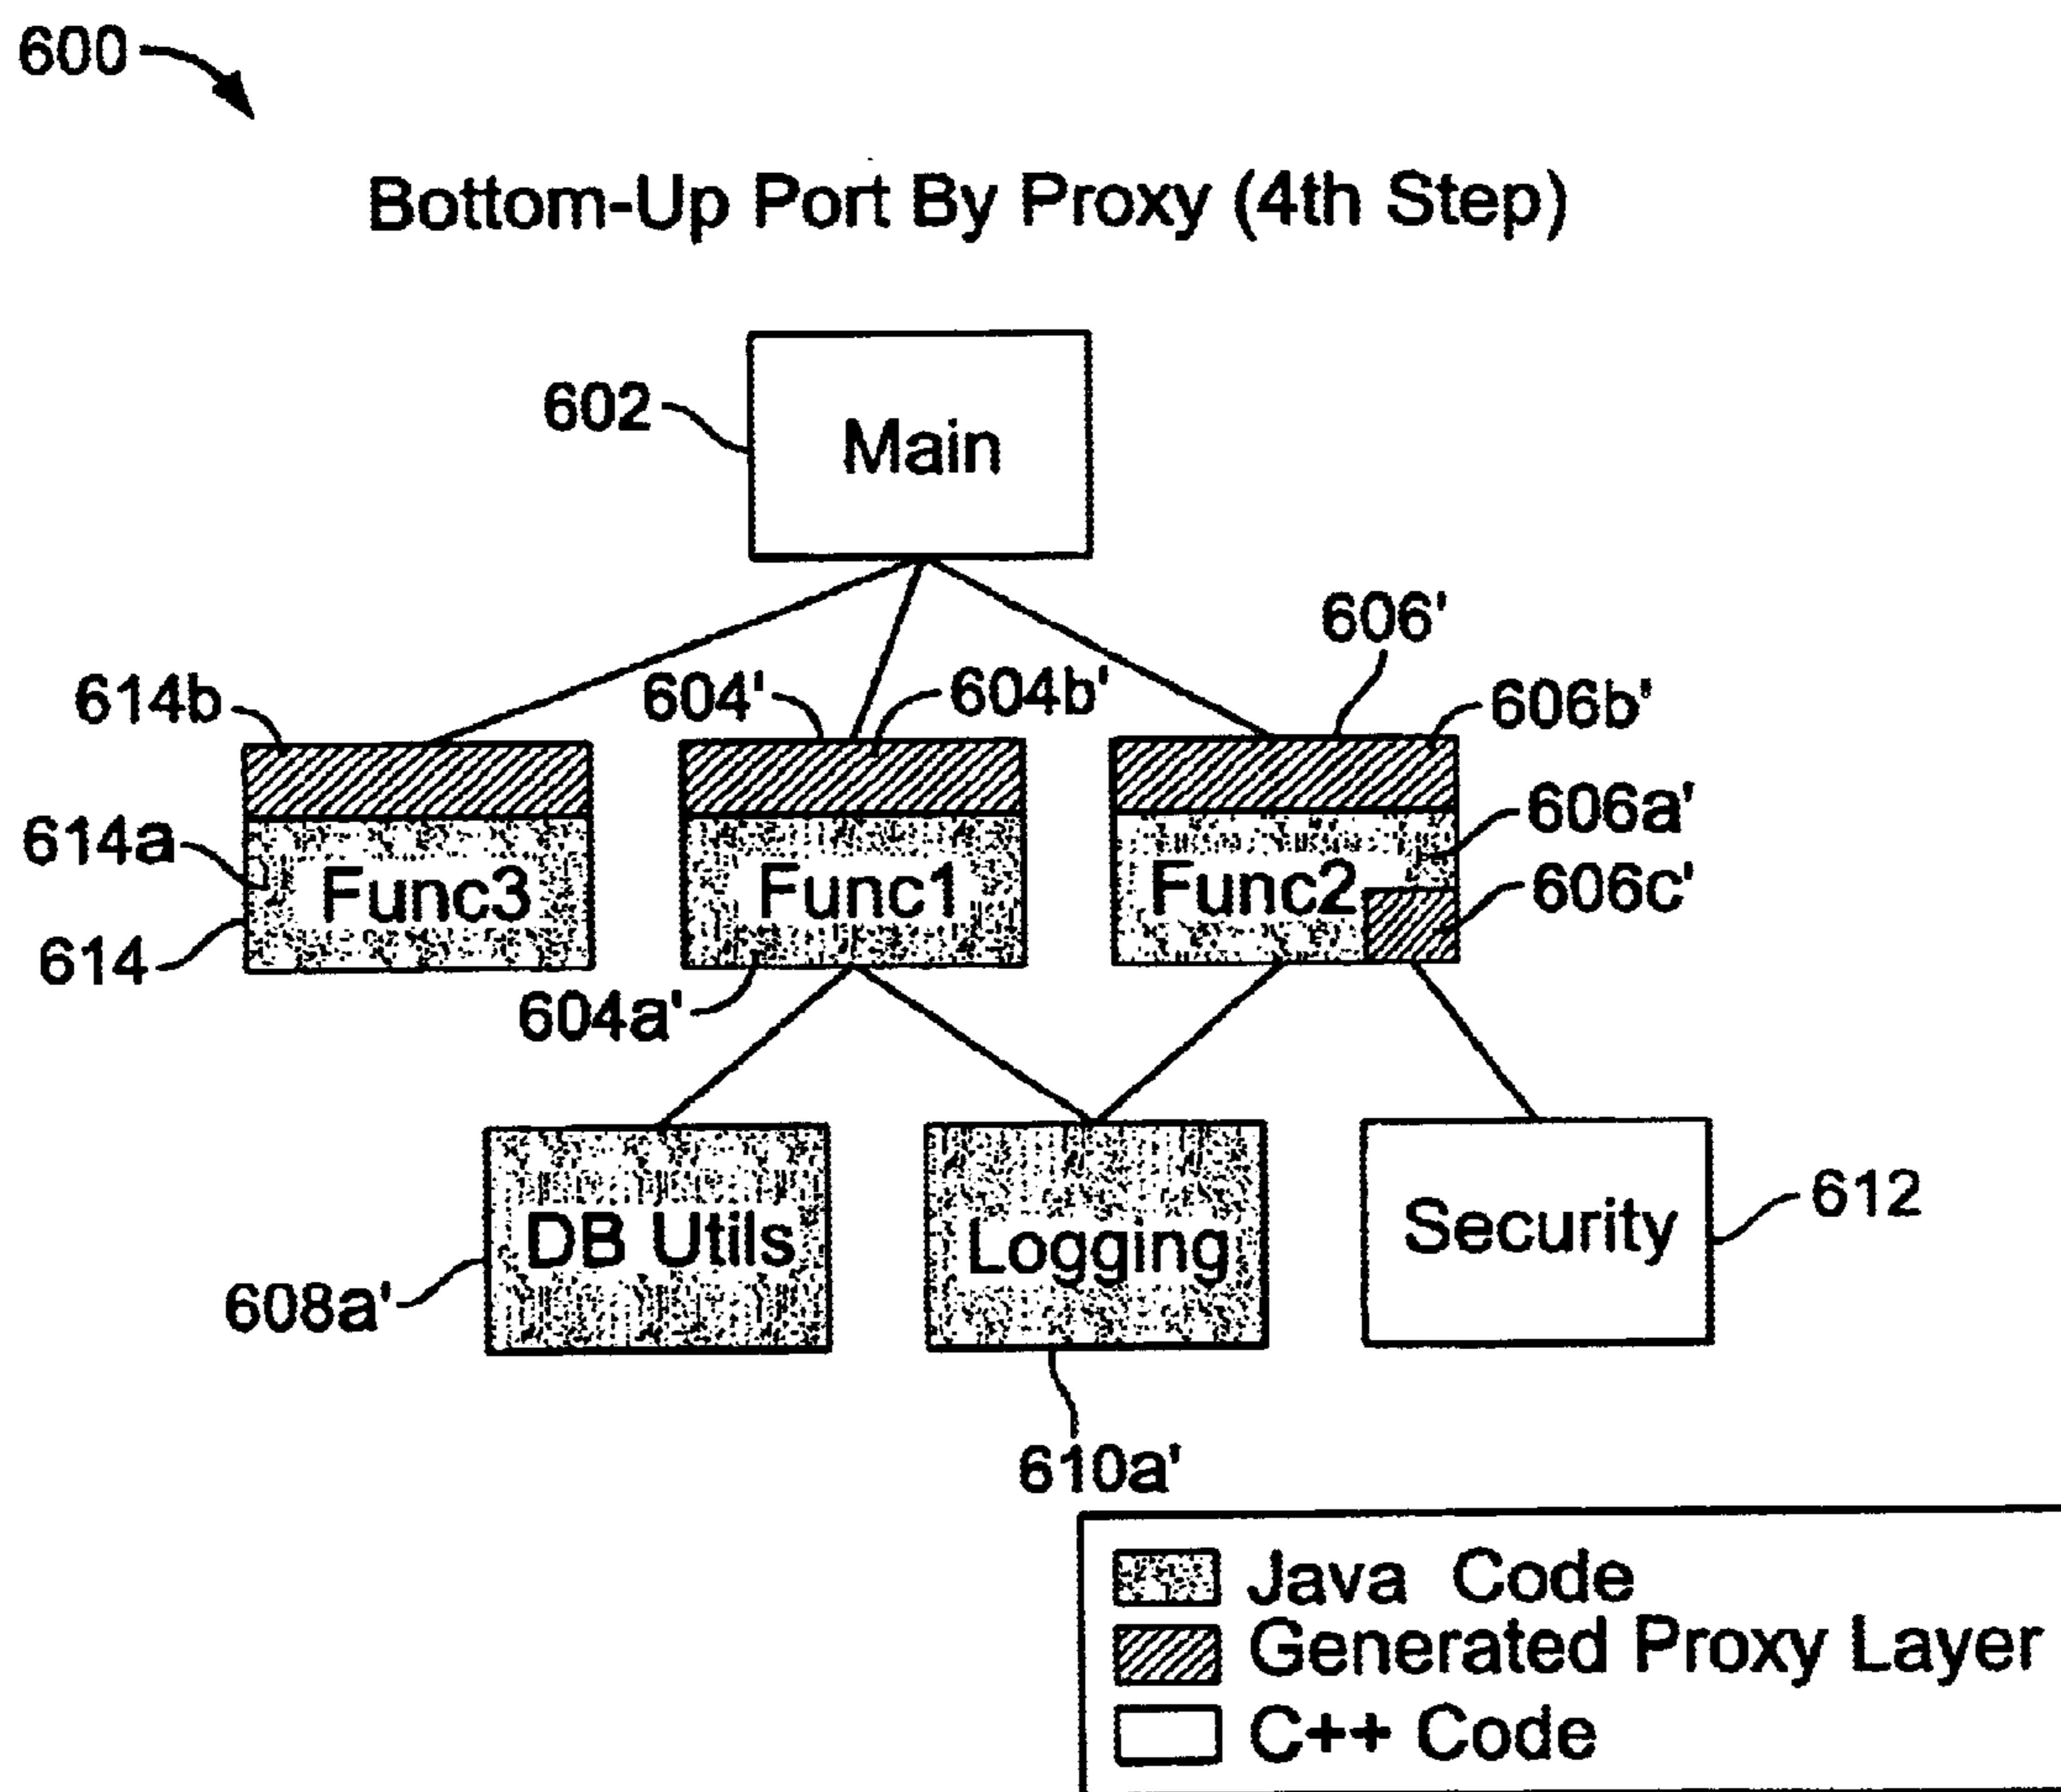 600
Bottom-Up Port By Proxy (4th Step)
602
Main
606'
614b
604'
604b'
606b'
614a
Func3
Func1
Func2
606a'
606c'
614
604a'
DB Utils
Logging
Security
612
608a'
610a'
Java Code
Generated Proxy Layer
C++ Code